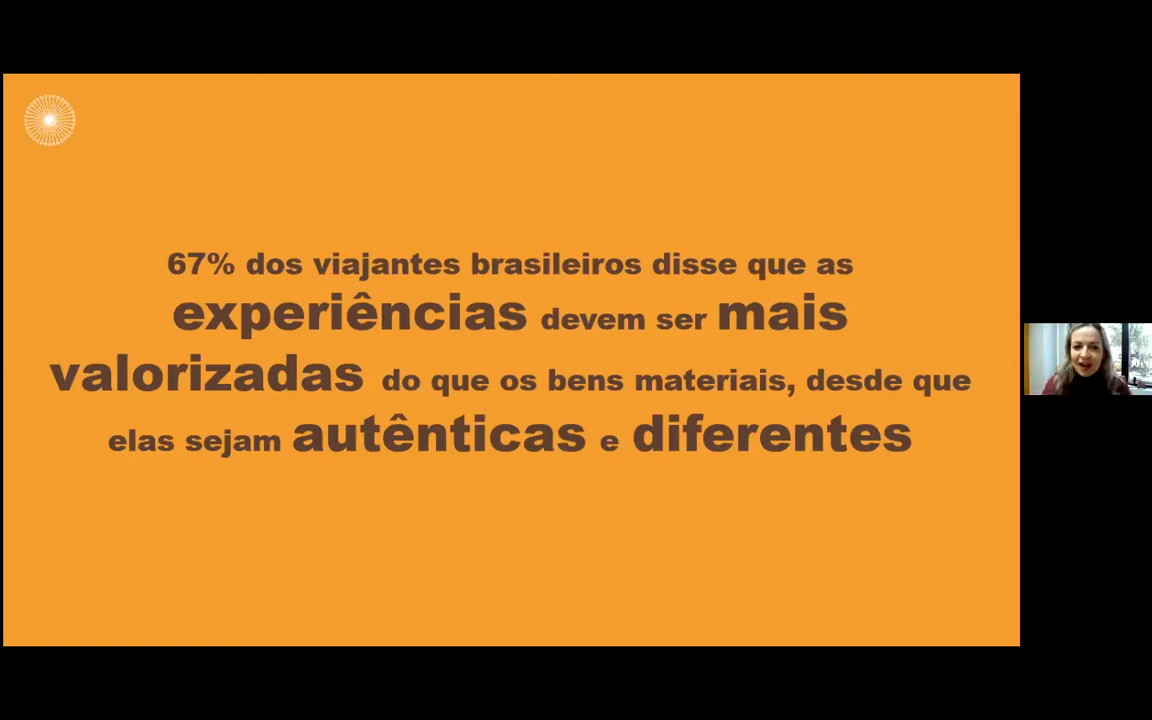 67% dos viajantes brasileiros disse que as
experiências devem ser mais
valorizadas do que os bens materiais, desde que
elas sejam autênticas e diferentes